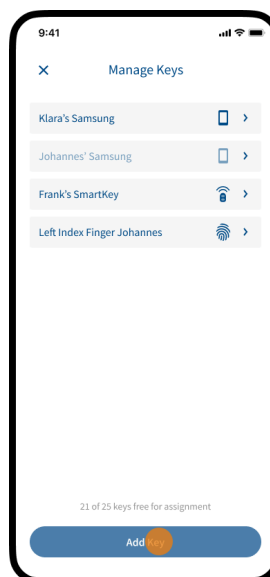 9:41
Manage Keys
Klara's Samsung
Johannes' Samsung
Frank's SmartKey
Left Index Finger Johannes
21 of 25 keys free for assignment
Add Key